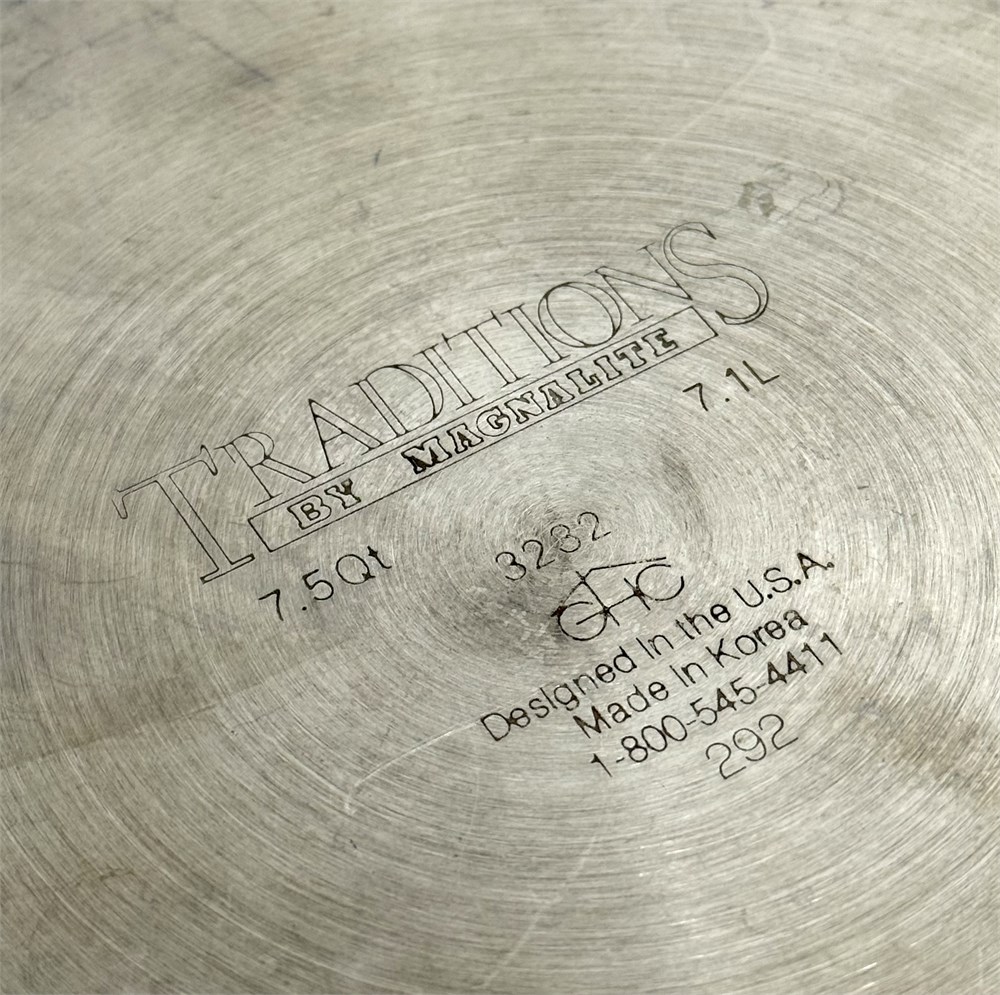 TRADITIONS
BY MAGNALITE
7.5Qt 7.1L
3232
GHC
Designed In the U.S.A.
Made In Korea
1-800-545-4411
292